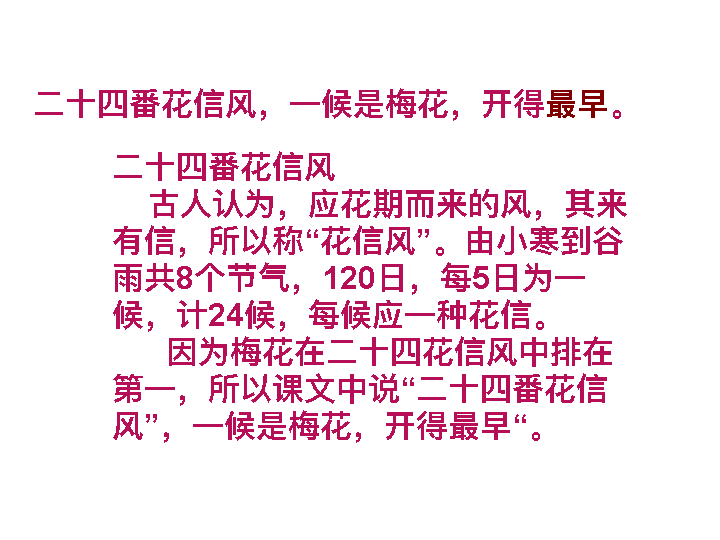 二十四番花信风，一候是梅花，开得最早。
二十四番花信风
古人认为，应花期而来的风，其来
有信，所以称“花信风”。由小寒到谷
雨共8个节气，120日，每5日为一
候，计24候，每候应一种花信。
因为梅花在二十四花信风中排在
第一，所以课文中说“二十四番花信
风”，一候是梅花，开得最早“。